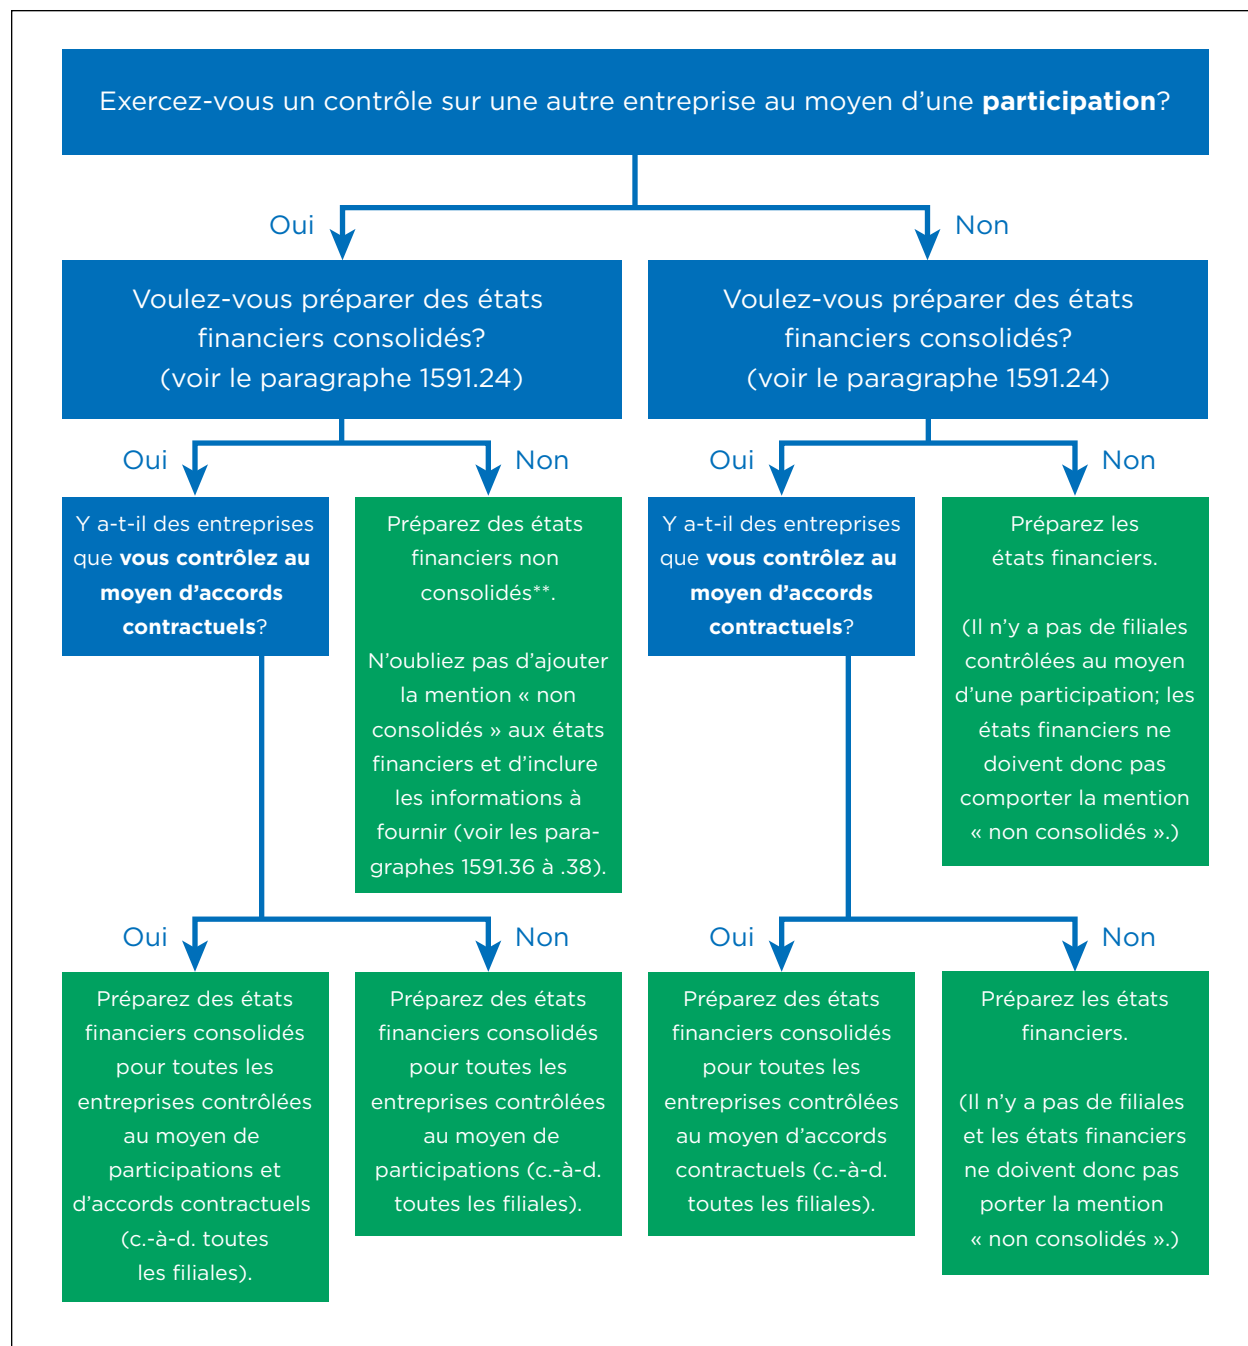 Exercez-vous un contrôle sur une autre entreprise au moyen d’une participation?
Oui
Non
Voulez-vous préparer des états
financiers consolidés?
(voir le paragraphe 1591.24)
Voulez-vous préparer des états
financiers consolidés?
(voir le paragraphe 1591.24)
Oui
Non
Oui
Non
Y a-t-il des entreprises
que vous contrôlez au
moyen d’accords
contractuels?
Préparez des états
financiers non
consolidés**.
N’oubliez pas d’ajouter
la mention « non
consolidés » aux états
financiers et d’inclure
les informations à
fournir (voir les para-
graphes 1591.36 à .38).
Y a-t-il des entreprises
que vous contrôlez au
moyen d’accords
contractuels?
Préparez les
états financiers.
(Il n’y a pas de filiales
contrôlées au moyen
d’une participation; les
états financiers ne
doivent donc pas
comporter la mention
« non consolidés ».)
Oui
Non
Oui
Non
Préparez des états
financiers consolidés
pour toutes les
entreprises contrôlées
au moyen de
participations et
d’accords contractuels
(c.-à-d. toutes
les filiales).
Préparez des états
financiers consolidés
pour toutes les
entreprises contrôlées
au moyen de
participations (c.-à-d.
toutes les filiales).
Préparez des états
financiers consolidés
pour toutes les
entreprises contrôlées
au moyen d’accords
contractuels (c.-à-d.
toutes les filiales).
Préparez les états
financiers.
(Il n’y a pas de filiales
et les états financiers
ne doivent donc pas
porter la mention
« non consolidés ».)